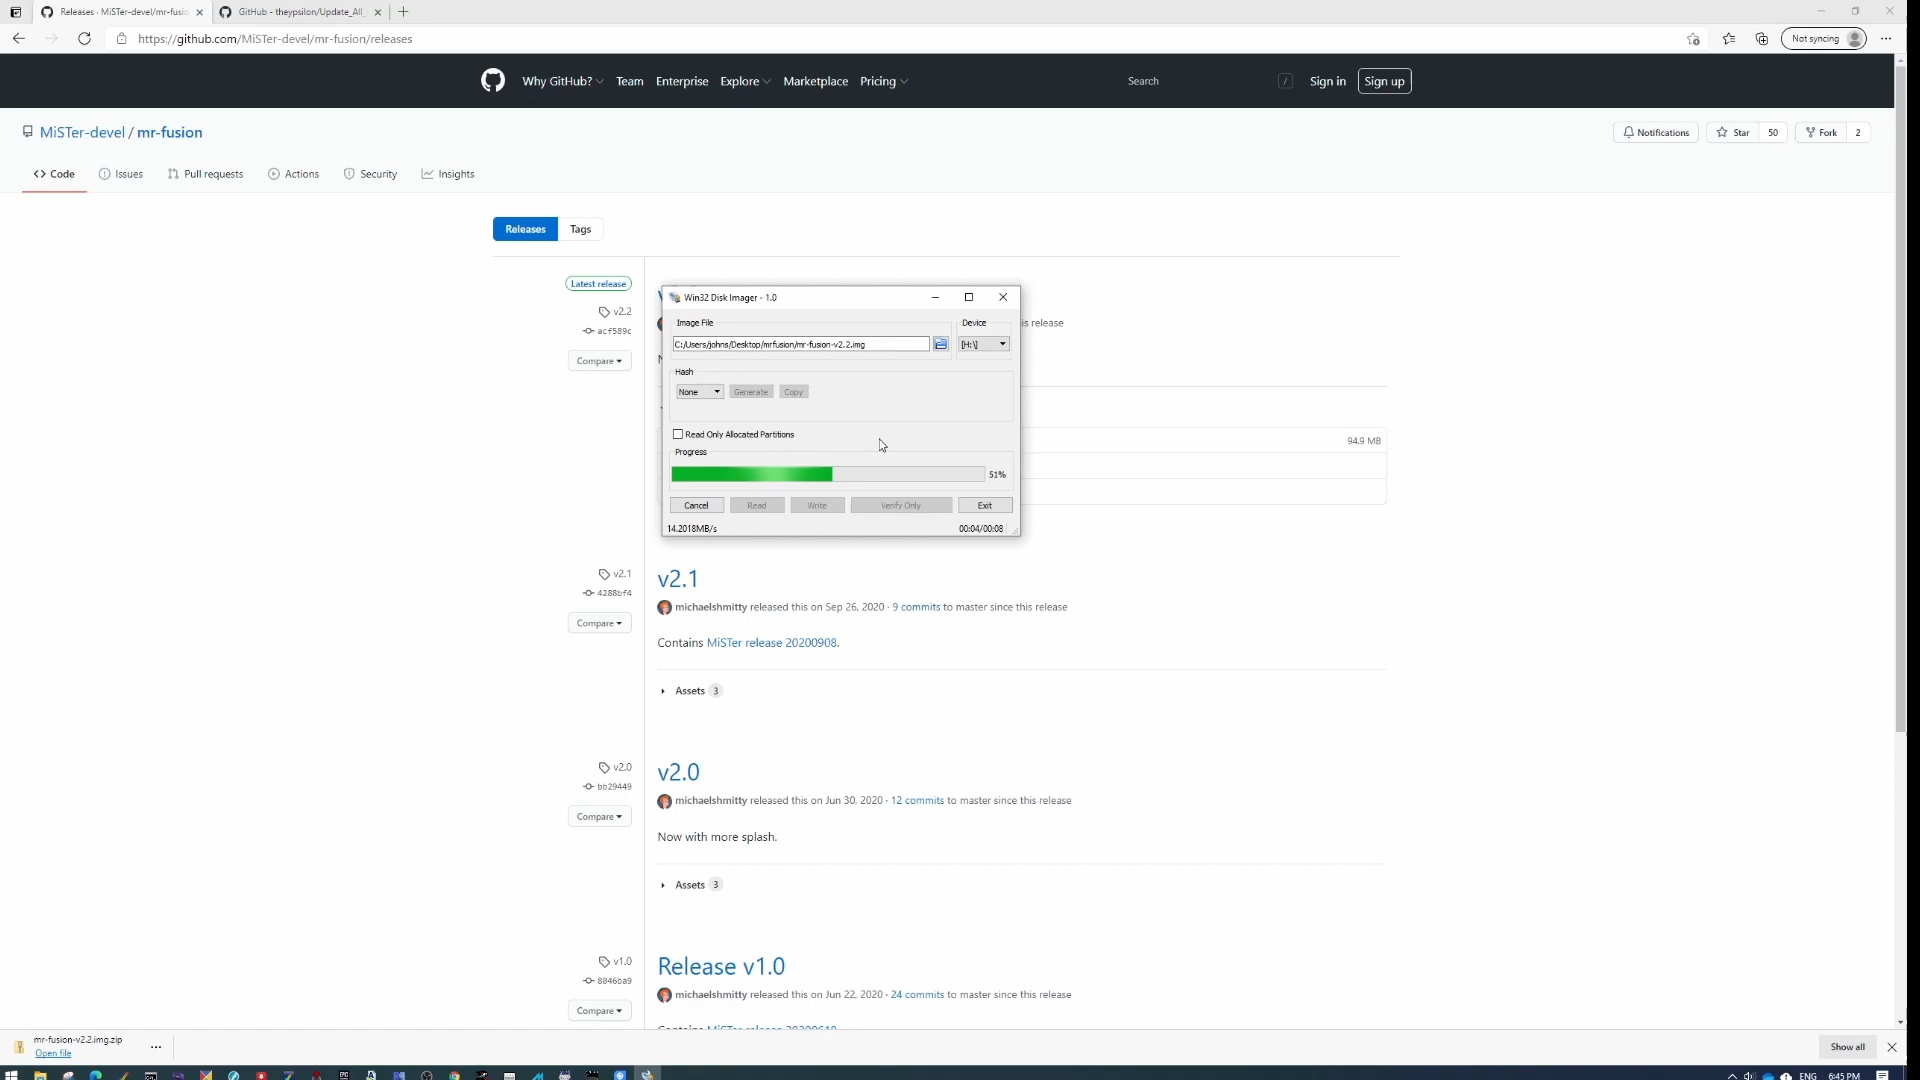 Releases · MiSTer-devel/mr-fusio
GitHub - theypsilon/Update_All_
https://github.com/MiSTer-devel/mr-fusion/releases
Not syncing
Why GitHub?
Team
Enterprise
Explore
Marketplace
Pricing
Search
/
Sign in
Sign up
MiSTer-devel / mr-fusion
Notifications
Star 50
Fork 2
Code
Issues
Pull requests
Actions
Security
Insights
Releases
Tags
Latest release
v2.2
acf589c
Compare
is release
94.9 MB
Win32 Disk Imager - 1.0
Image File
Device
C:/Users/johns/Desktop/mrfusion/mr-fusion-v2.2.img
[H:\]
Hash
None
Generate
Copy
Read Only Allocated Partitions
Progress
51%
Cancel
Read
Write
Verify Only
Exit
14.2018MB/s
00:04/00:08
v2.1
4288bf4
Compare
v2.1
michaelshmitty released this on Sep 26, 2020 · 9 commits to master since this release
Contains MiSTer release 20200908.
Assets 3
v2.0
bb29449
Compare
v2.0
michaelshmitty released this on Jun 30, 2020 · 12 commits to master since this release
Now with more splash.
Assets 3
v1.0
8046ba9
Compare
Release v1.0
michaelshmitty released this on Jun 22, 2020 · 24 commits to master since this release
Contains MiSTer release 20200618
mr-fusion-v2.2.img.zip
Open file
Show all
ENG
6:45 PM